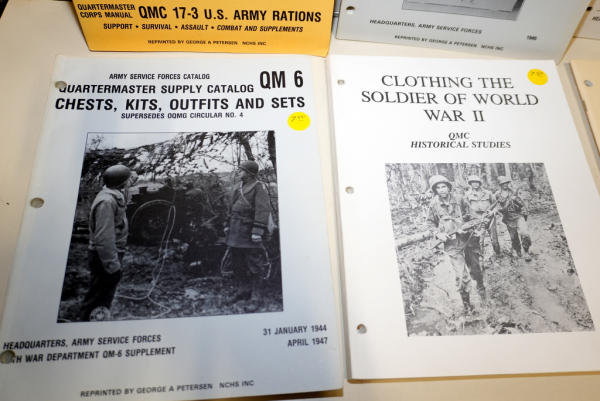 QUARTERMASTER
CORPS MANUAL QMC 17-3 U.S. ARMY RATIONS
SUPPORT • SURVIVAL • ASSAULT • COMBAT AND SUPPLEMENTS
REPRINTED BY GEORGE A PETERSEN NCHS INC
HEADQUARTERS, ARMY SERVICE FORCES
ARMY SERVICE FORCES CATALOG
QUARTERMASTER SUPPLY CATALOG QM 6
CHESTS, KITS, OUTFITS AND SETS
SUPERSEDES OQMG CIRCULAR NO. 4
HEADQUARTERS, ARMY SERVICE FORCES
TH WAR DEPARTMENT QM-6 SUPPLEMENT
31 JANUARY 1944
APRIL 1947
REPRINTED BY GEORGE A PETERSEN NCHS INC
CLOTHING THE
SOLDIER OF WORLD
WAR II
QMC
HISTORICAL STUDIES